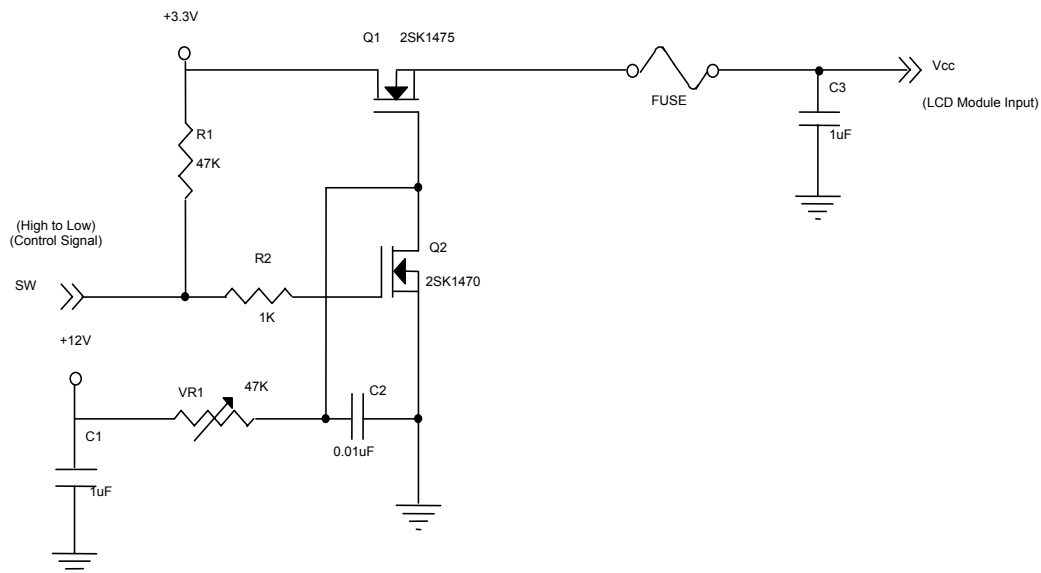 +3.3V
Q1 2SK1475
FUSE
Vcc
(LCD Module Input)
C3
1uF
R1
47K
(High to Low)
(Control Signal)
SW
R2
1K
Q2
2SK1470
+12V
VR1
47K
C2
0.01uF
C1
1uF